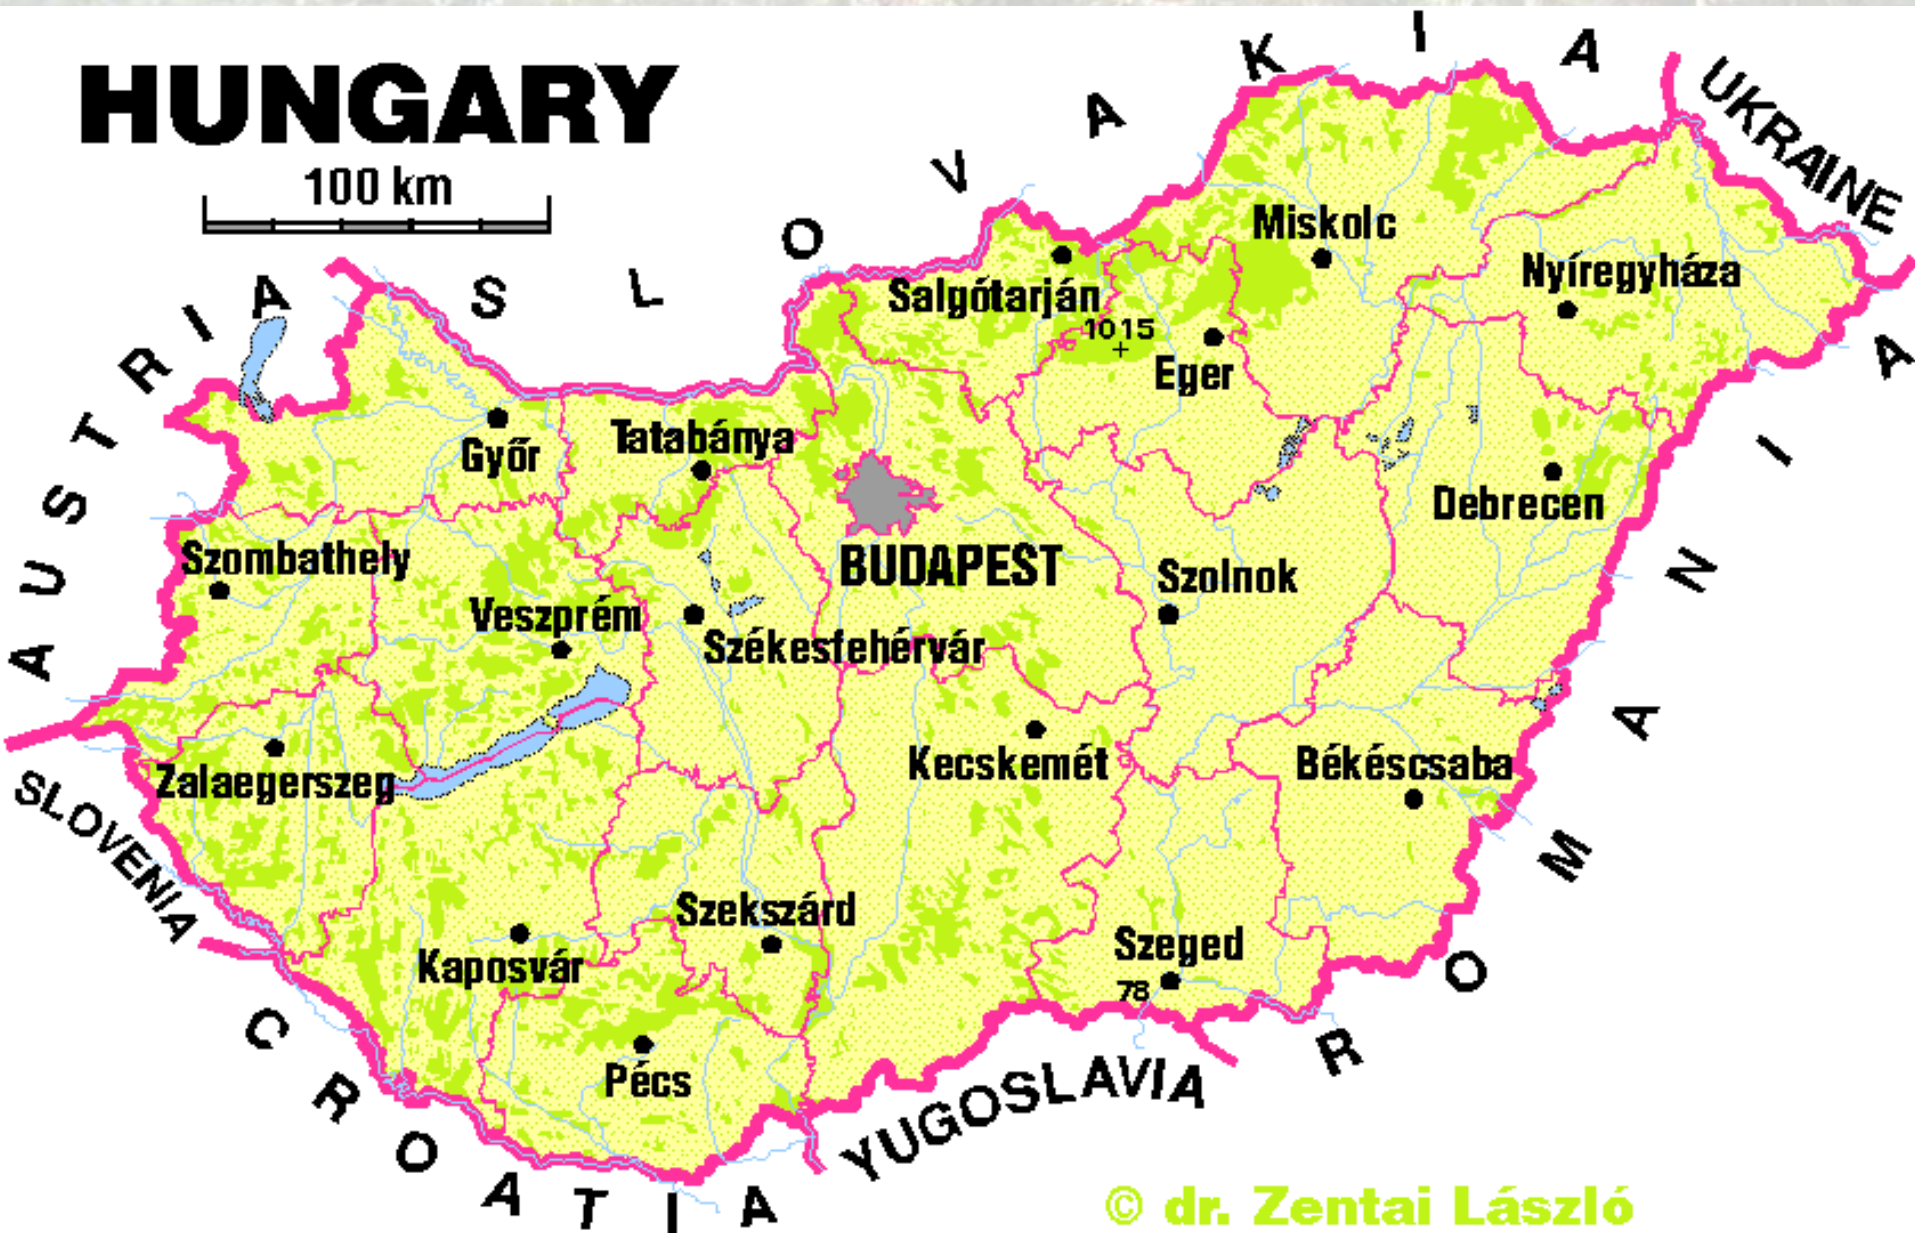 HUNGARY
100 km
SLOVAKIA
UKRAINE
AUSTRIA
Miskolc
Salgótarján
Nyíregyháza
1015
Eger
Győr
Tatabánya
Debrecen
Szombathely
BUDAPEST
Szolnok
Veszprém
Székesfehérvár
Zalaegerszeg
Kecskemét
Békéscsaba
SLOVENIA
Szekszárd
Kaposvár
Szeged
78
Pécs
ROMANIA
CROATIA
YUGOSLAVIA
© dr. Zentai László